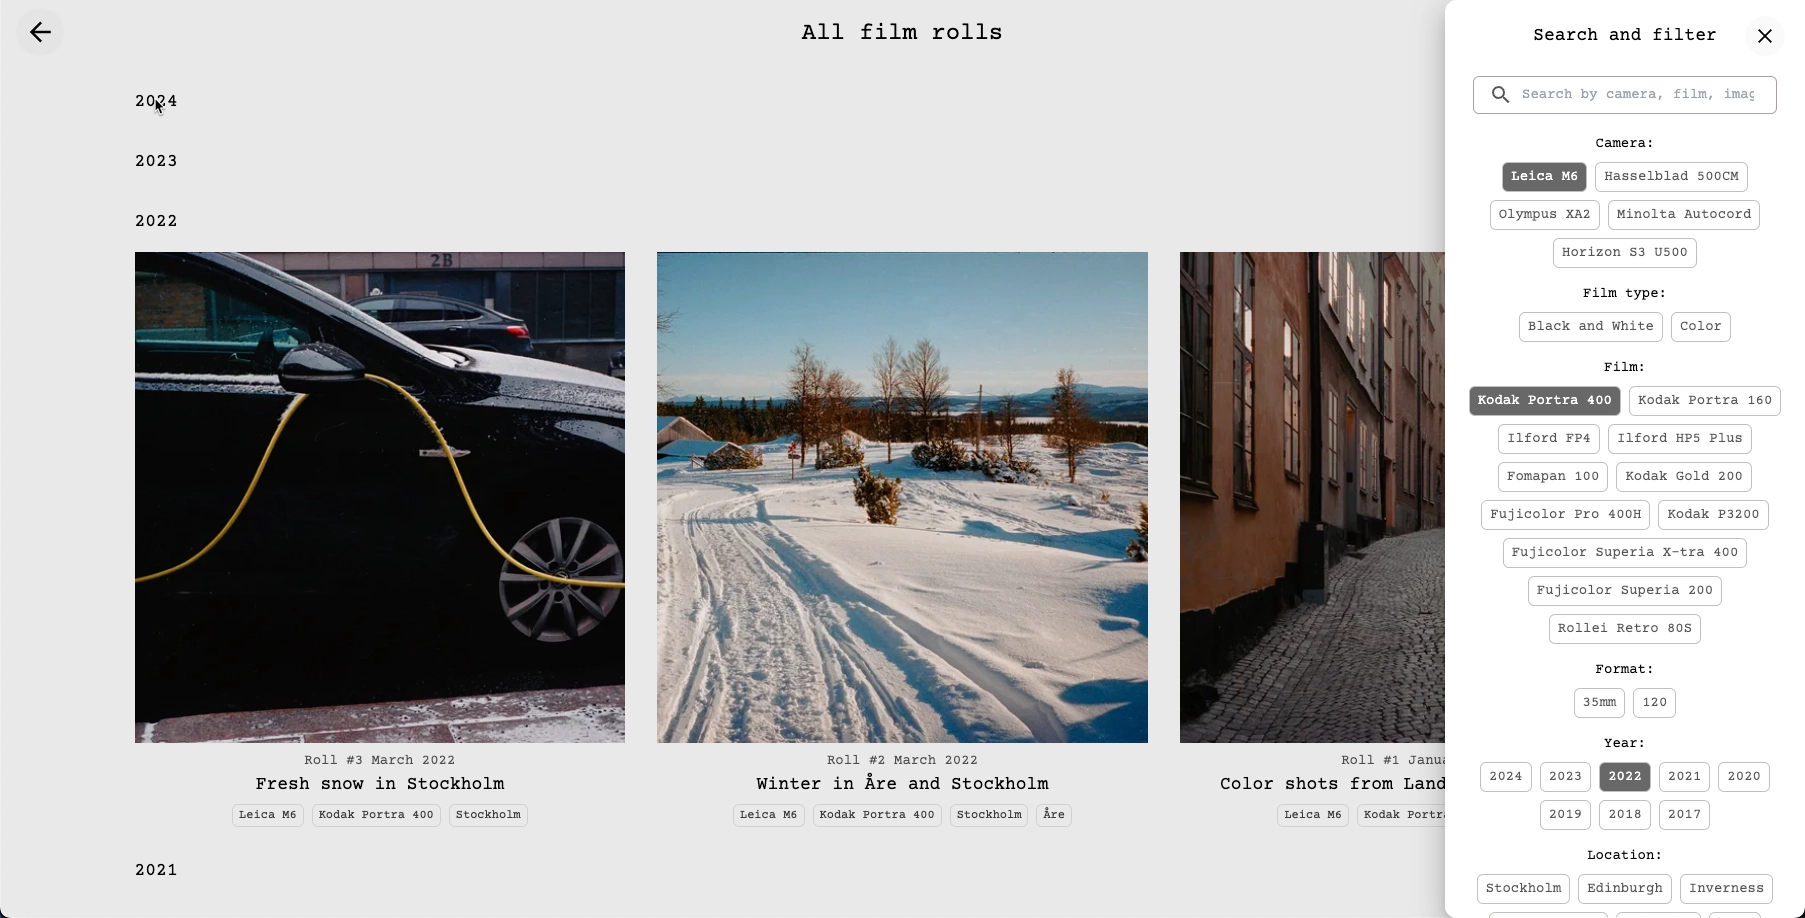 All film rolls
2024
2023
2022
2B
Roll #3 March 2022
Fresh snow in Stockholm
Leica M6 Kodak Portra 400 Stockholm
Roll #2 March 2022
Winter in Åre and Stockholm
Leica M6 Kodak Portra 400 Stockholm Åre
Roll #1 Janua
Color shots from Land
Leica M6 Kodak Portra
2021
Search and filter
Search by camera, film, imag
Camera:
Leica M6 Hasselblad 500CM
Olympus XA2 Minolta Autocord
Horizon S3 U500
Film type:
Black and White Color
Film:
Kodak Portra 400 Kodak Portra 160
Ilford FP4 Ilford HP5 Plus
Fomapan 100 Kodak Gold 200
Fujicolor Pro 400H Kodak P3200
Fujicolor Superia X-tra 400
Fujicolor Superia 200
Rollei Retro 80S
Format:
35mm 120
Year:
2024 2023 2022 2021 2020
2019 2018 2017
Location:
Stockholm Edinburgh Inverness